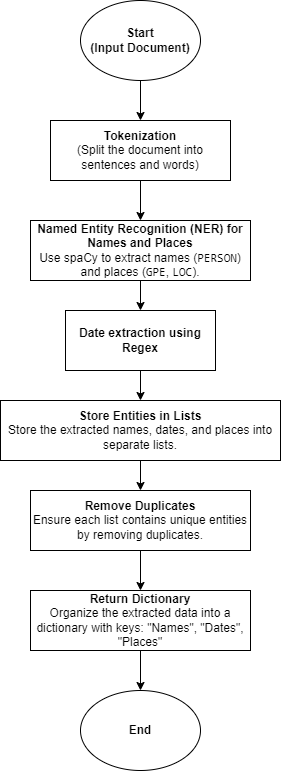 Start
(Input Document)
Tokenization
(Split the document into
sentences and words)
Named Entity Recognition (NER) for
Names and Places
Use spaCy to extract names (PERSON)
and places (GPE, LOC).
Date extraction using
Regex
Store Entities in Lists
Store the extracted names, dates, and places into
separate lists.
Remove Duplicates
Ensure each list contains unique entities
by removing duplicates.
Return Dictionary
Organize the extracted data into a
dictionary with keys: "Names", "Dates",
"Places"
End